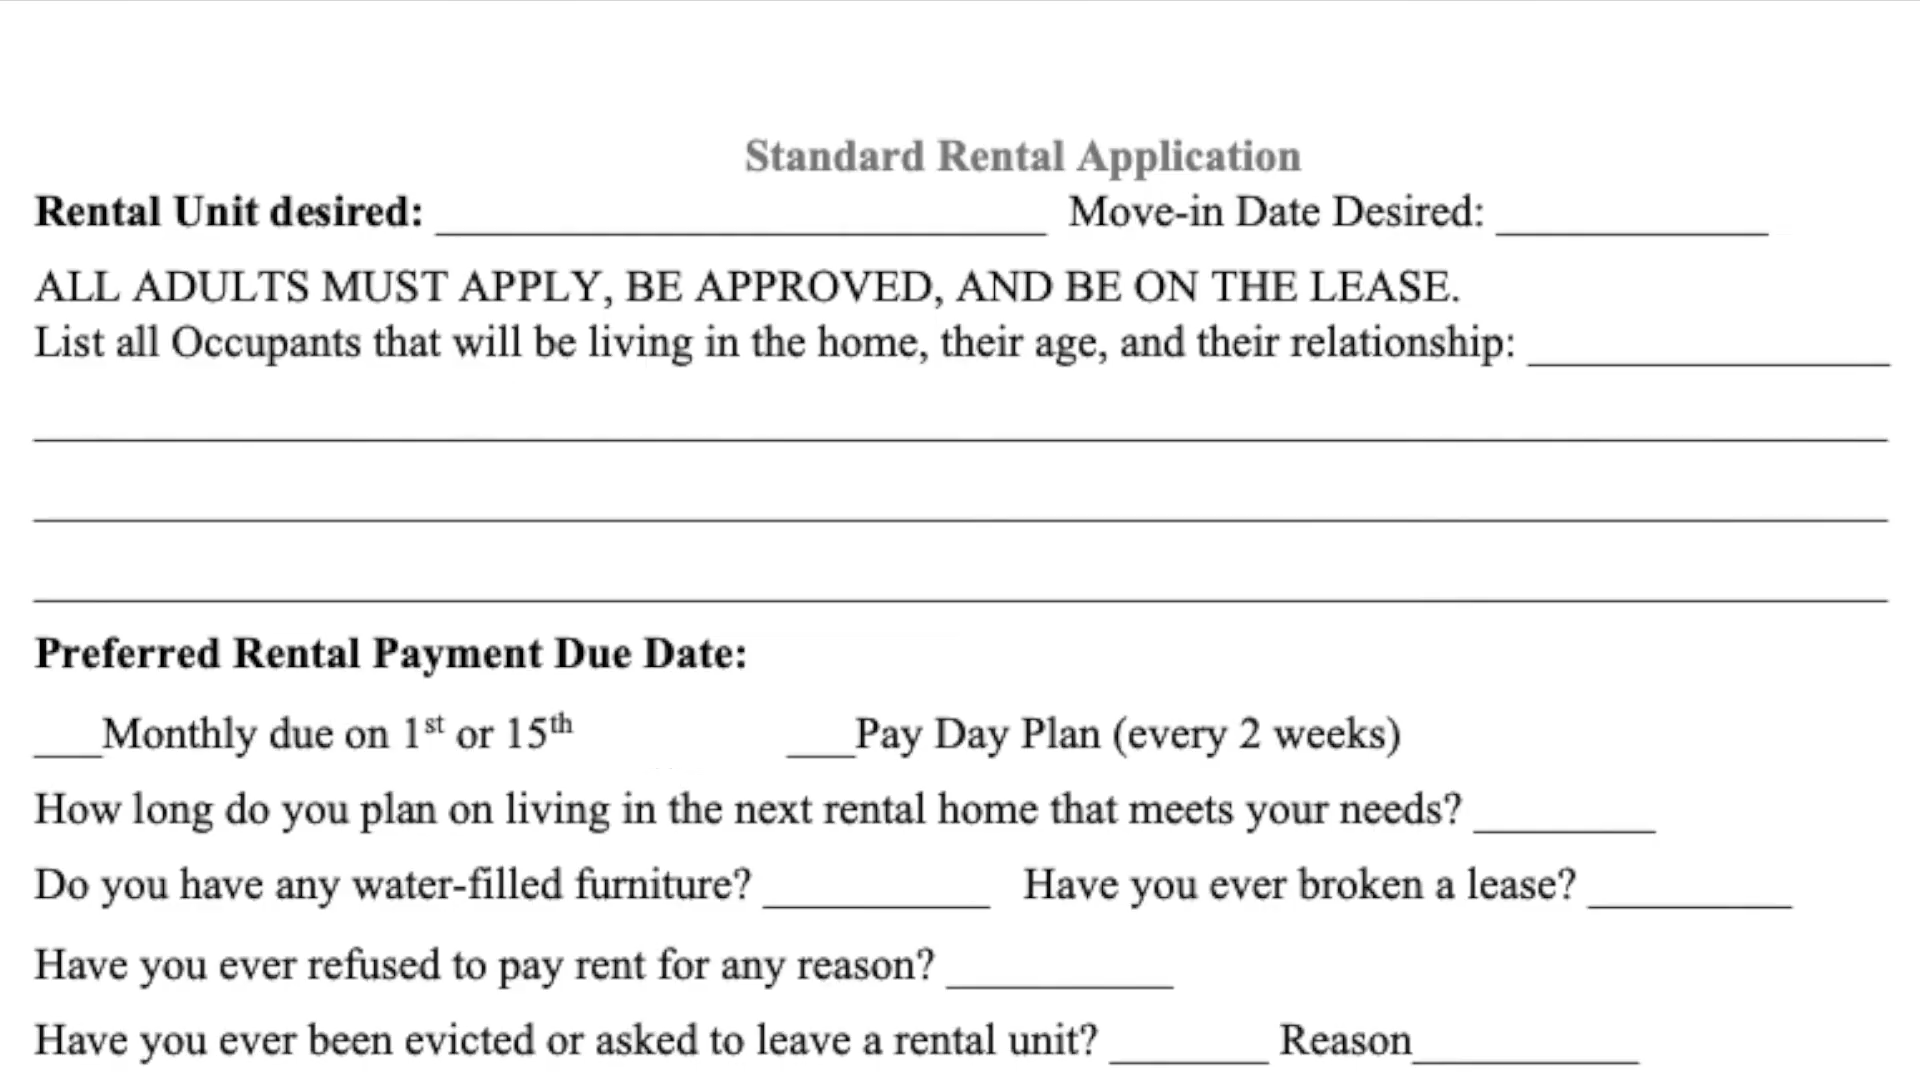 Standard Rental Application
Rental Unit desired: ______________ Move-in Date Desired: ______
ALL ADULTS MUST APPLY, BE APPROVED, AND BE ON THE LEASE.
List all Occupants that will be living in the home, their age, and their relationship: ________
Preferred Rental Payment Due Date:
___Monthly due on 1st or 15th ___Pay Day Plan (every 2 weeks)
How long do you plan on living in the next rental home that meets your needs? ________
Do you have any water-filled furniture? __________ Have you ever broken a lease? _________
Have you ever refused to pay rent for any reason? __________
Have you ever been evicted or asked to leave a rental unit? _______ Reason__________